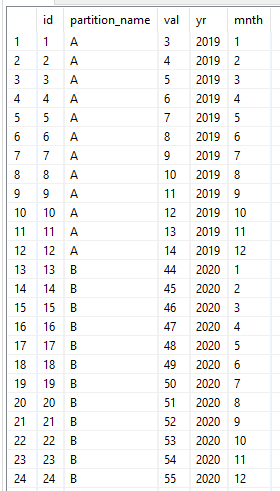 id partition_name val yr mnth
1 1 A 3 2019 1
2 2 A 4 2019 2
3 3 A 5 2019 3
4 4 A 6 2019 4
5 5 A 7 2019 5
6 6 A 8 2019 6
7 7 A 9 2019 7
8 8 A 10 2019 8
9 9 A 11 2019 9
10 10 A 12 2019 10
11 11 A 13 2019 11
12 12 A 14 2019 12
13 13 B 44 2020 1
14 14 B 45 2020 2
15 15 B 46 2020 3
16 16 B 47 2020 4
17 17 B 48 2020 5
18 18 B 49 2020 6
19 19 B 50 2020 7
20 20 B 51 2020 8
21 21 B 52 2020 9
22 22 B 53 2020 10
23 23 B 54 2020 11
24 24 B 55 2020 12